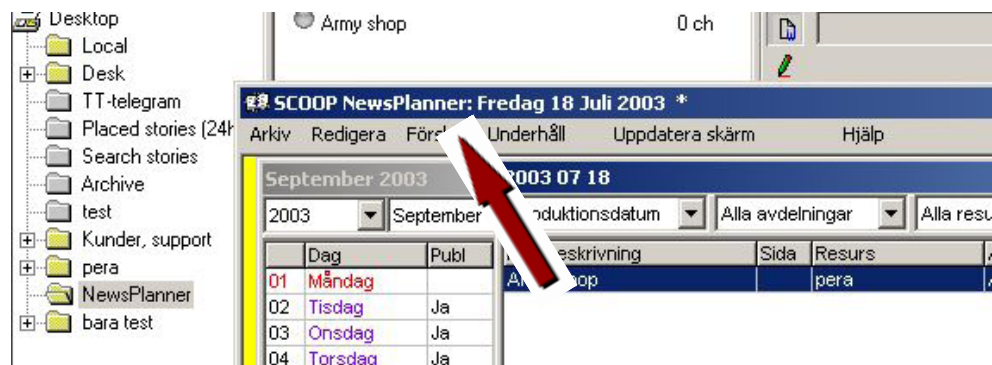 Desktop
Local
Desk
TT-telegram
Placed stories (24h
Search stories
Archive
test
Kunder, support
pera
NewsPlanner
bara test
Army shop 0 ch
SCOOP NewsPlanner: Fredag 18 Juli 2003 *
Arkiv Redigera Underhåll Uppdatera skärm Hjälp
September 2003
2003 September
Dag Publ
01 Måndag
02 Tisdag Ja
03 Onsdag Ja
04 Torsdag Ja
2003 07 18
Alla avdelningar Alla
Sida Resurs
pera